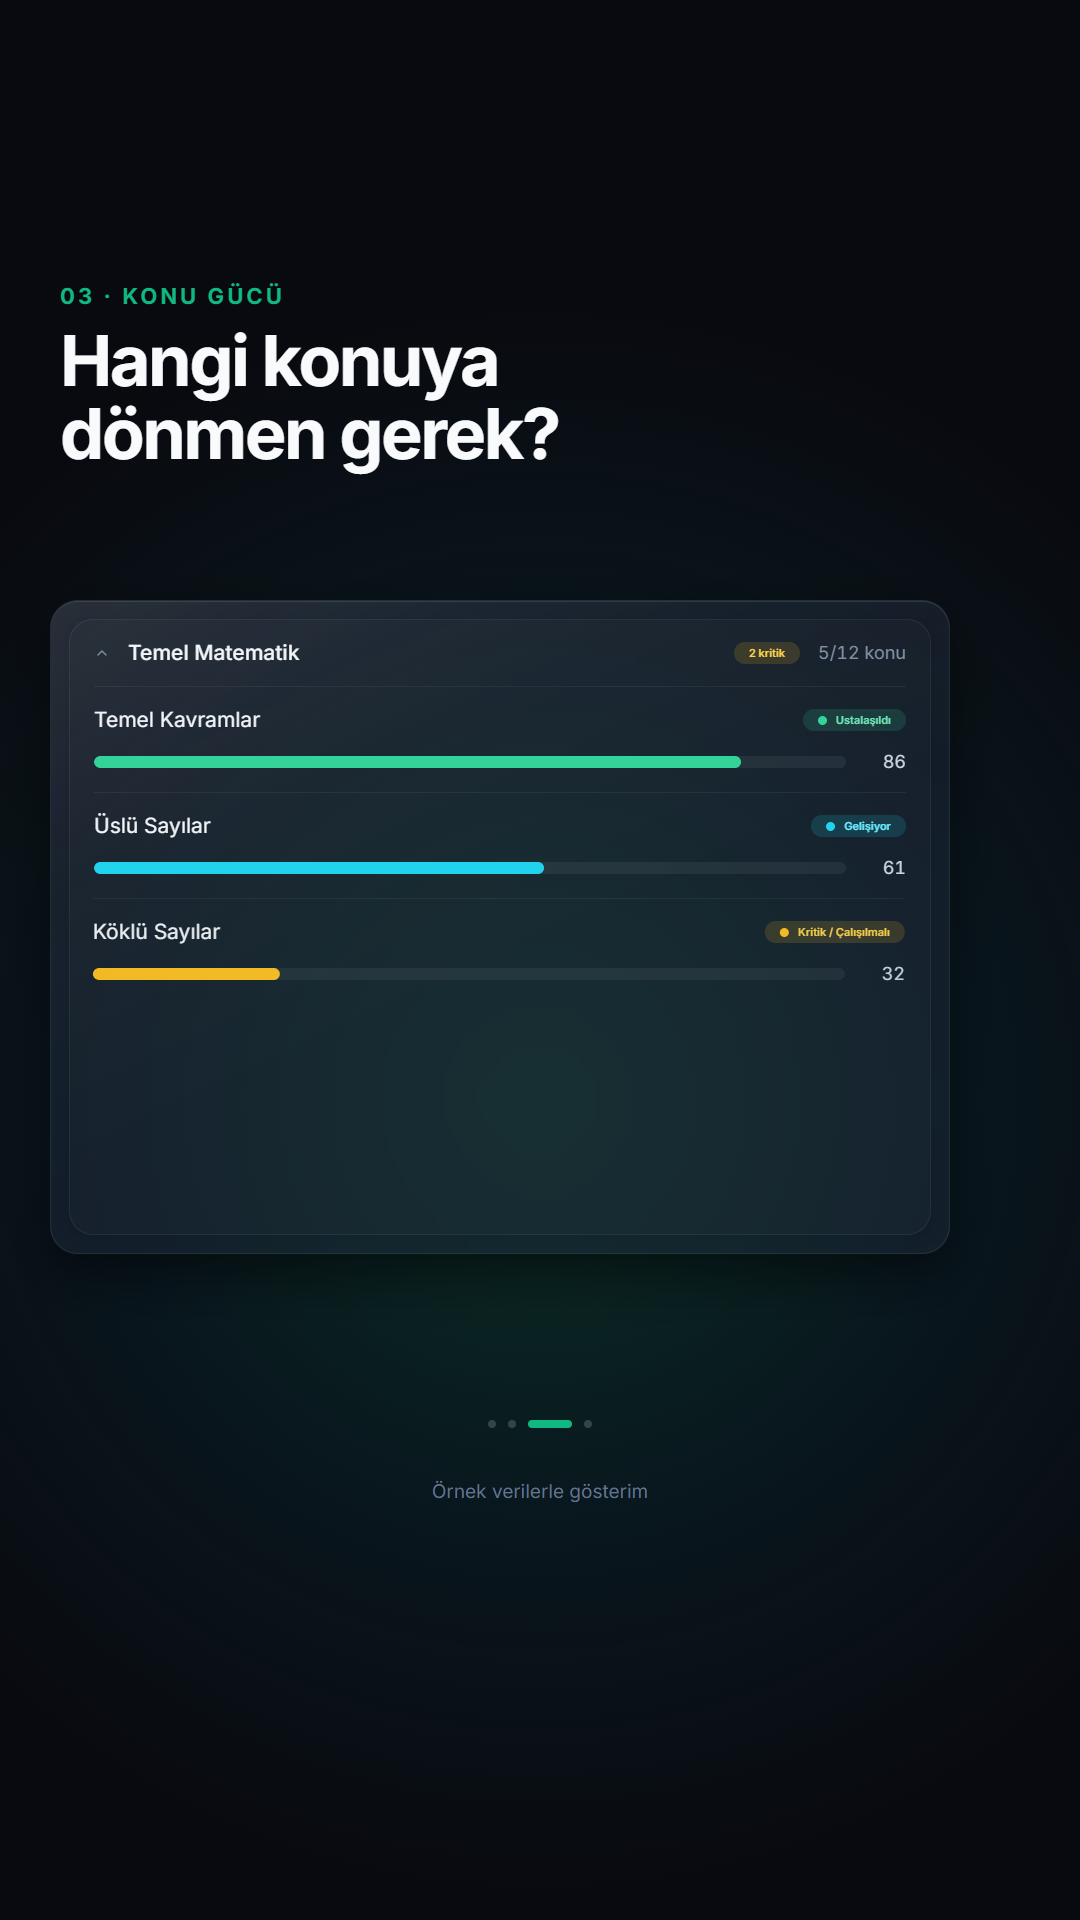 03 · KONU GÜCÜ
Hangi konuya
dönmen gerek?
Temel Matematik
2 kritik
5/12 konu
Temel Kavramlar
Ustalaşıldı
86
Üslü Sayılar
Gelişiyor
61
Köklü Sayılar
Kritik / Çalışılmalı
32
Örnek verilerle gösterim